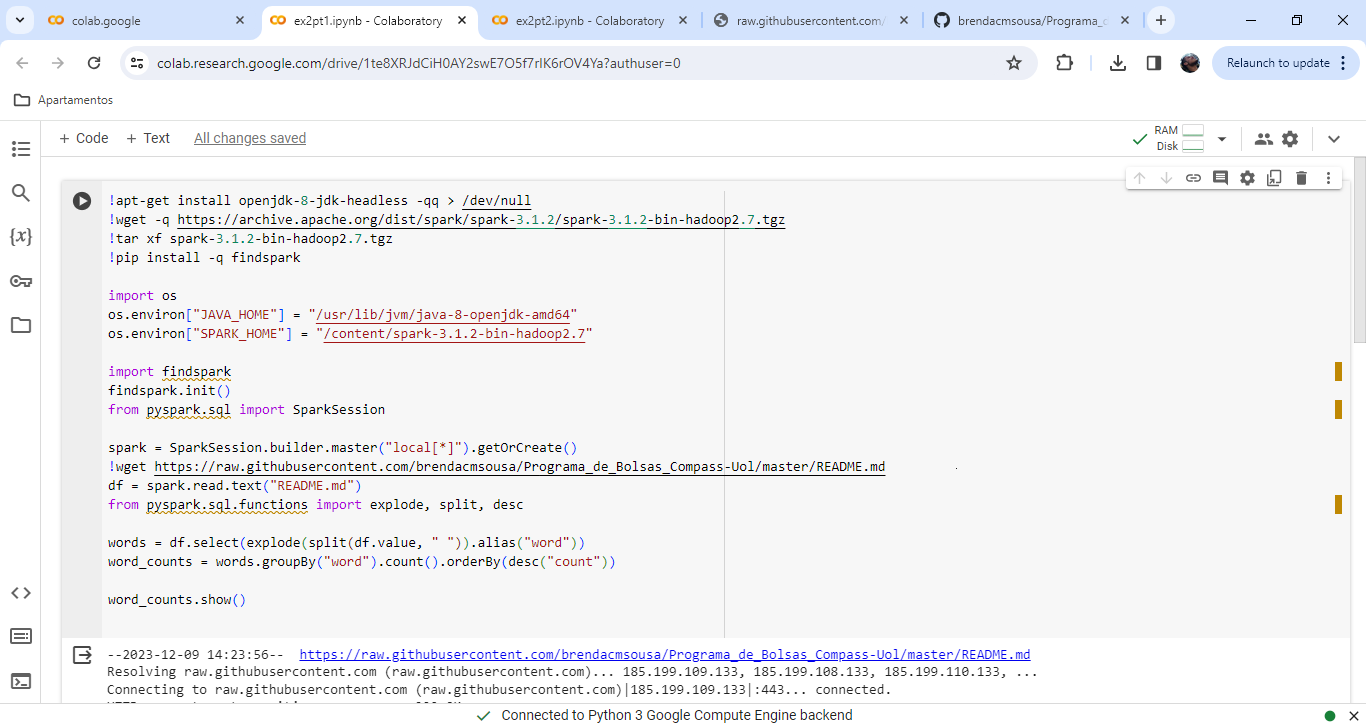 colab.google
ex2pt1.ipynb - Colaboratory
ex2pt2.ipynb - Colaboratory
raw.githubusercontent.com/
brendacmsousa/Programa_d
colab.research.google.com/drive/1te8XRJdCiH0AY2swE7O5f7rIK6rOV4Ya?authuser=0
Relaunch to update
Apartamentos
+ Code + Text All changes saved
RAM
Disk
!apt-get install openjdk-8-jdk-headless -qq > /dev/null
!wget -q https://archive.apache.org/dist/spark/spark-3.1.2/spark-3.1.2-bin-hadoop2.7.tgz
!tar xf spark-3.1.2-bin-hadoop2.7.tgz
!pip install -q findspark
import os
os.environ["JAVA_HOME"] = "/usr/lib/jvm/java-8-openjdk-amd64"
os.environ["SPARK_HOME"] = "/content/spark-3.1.2-bin-hadoop2.7"
import findspark
findspark.init()
from pyspark.sql import SparkSession
spark = SparkSession.builder.master("local[*]").getOrCreate()
!wget https://raw.githubusercontent.com/brendacmsousa/Programa_de_Bolsas_Compass-Uol/master/README.md
df = spark.read.text("README.md")
from pyspark.sql.functions import explode, split, desc
words = df.select(explode(split(df.value, " ")).alias("word"))
word_counts = words.groupBy("word").count().orderBy(desc("count"))
word_counts.show()
--2023-12-09 14:23:56-- https://raw.githubusercontent.com/brendacmsousa/Programa_de_Bolsas_Compass-Uol/master/README.md
Resolving raw.githubusercontent.com (raw.githubusercontent.com)... 185.199.109.133, 185.199.108.133, 185.199.110.133, ...
Connecting to raw.githubusercontent.com (raw.githubusercontent.com)|185.199.109.133|:443... connected.
Connected to Python 3 Google Compute Engine backend